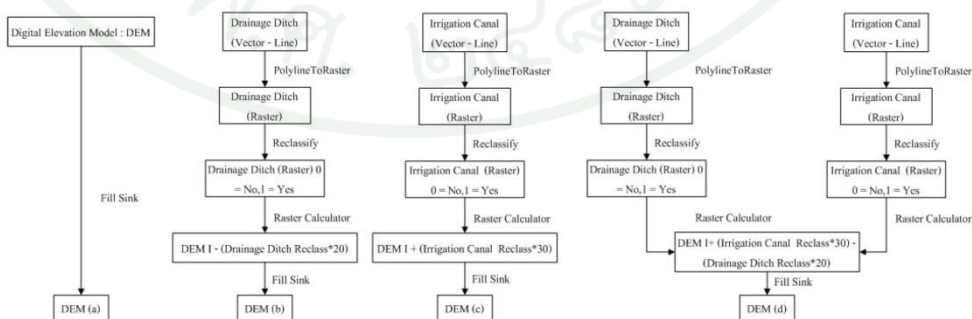 Digital Elevation Model : DEM
Fill Sink
DEM (a)
Drainage Ditch
(Vector - Line)
PolylineToRaster
Drainage Ditch
(Raster)
Reclassify
Drainage Ditch (Raster) 0
= No,1 = Yes
Raster Calculator
DEM I - (Drainage Ditch Reclass*20)
Fill Sink
DEM (b)
Irrigation Canal
(Vector - Line)
PolylineToRaster
Irrigation Canal
(Raster)
Reclassify
Irrigation Canal (Raster)
0 = No,1 = Yes
Raster Calculator
DEM I + (Irrigation Canal Reclass*30)
Fill Sink
DEM (c)
Drainage Ditch
(Vector - Line)
PolylineToRaster
Drainage Ditch
(Raster)
Reclassify
Drainage Ditch (Raster) 0
= No,1 = Yes
Raster Calculator
Irrigation Canal
(Vector - Line)
PolylineToRaster
Irrigation Canal
(Raster)
Reclassify
Irrigation Canal (Raster)
0 = No,1 = Yes
Raster Calculator
DEM I+ (Irrigation Canal Reclass*30) -
(Drainage Ditch Reclass*20)
Fill Sink
DEM (d)